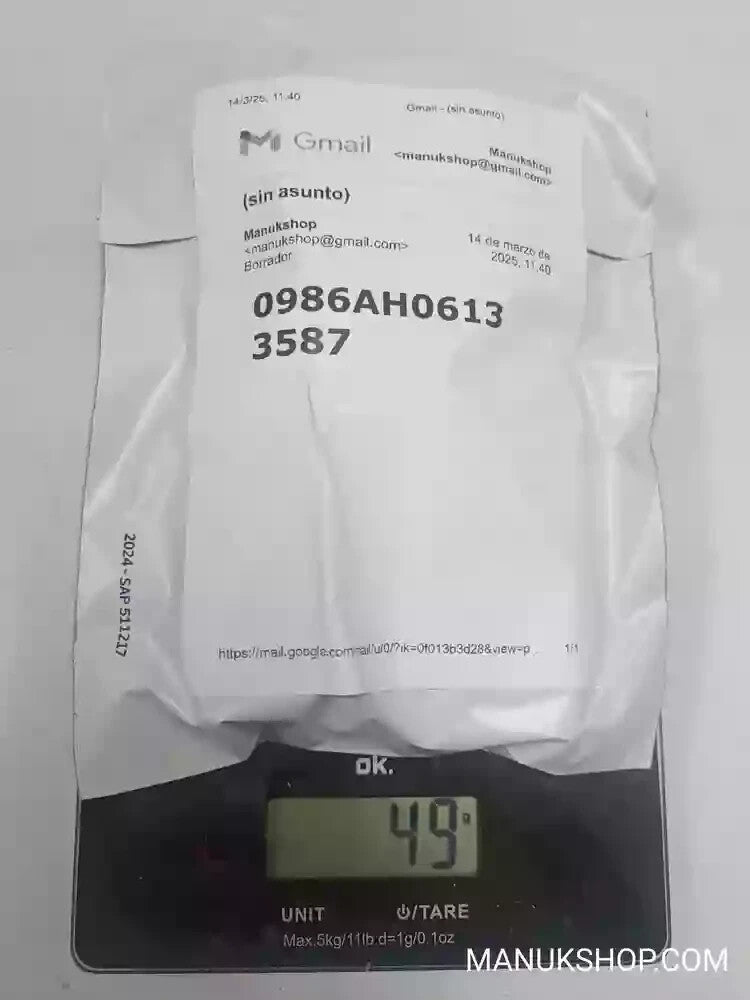 14/3/25, 11:40
Gmail - (sin asunto)
Gmail
Manukshop
<manukshop@gmail.com>
(sin asunto)
Manukshop
<manukshop@gmail.com>
Borrador
14 de marzo de
2025, 11:40
0986AH0613
3587
2024 - SAP 511217
https://mail.google.com/mail/u/0/?ik=0f013b3d28&view=p...
1/1
OK.
49 g
UNIT
⏻/TARE
Max.5kg/11lb d=1g/0.1oz
MANUKSHOP.COM